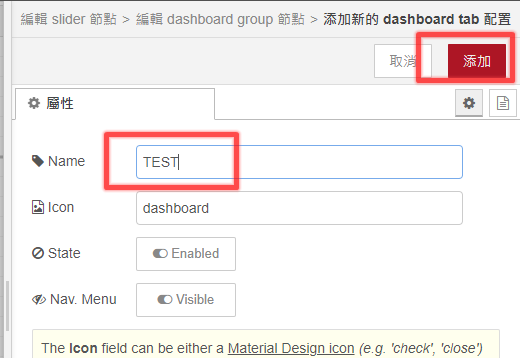 編輯 slider 節點 > 編輯 dashboard group 節點 > 添加新的 dashboard tab 配置
取消 添加
屬性
Name TEST
Icon dashboard
State Enabled
Nav. Menu Visible
The Icon field can be either a Material Design icon (e.g. 'check', 'close')